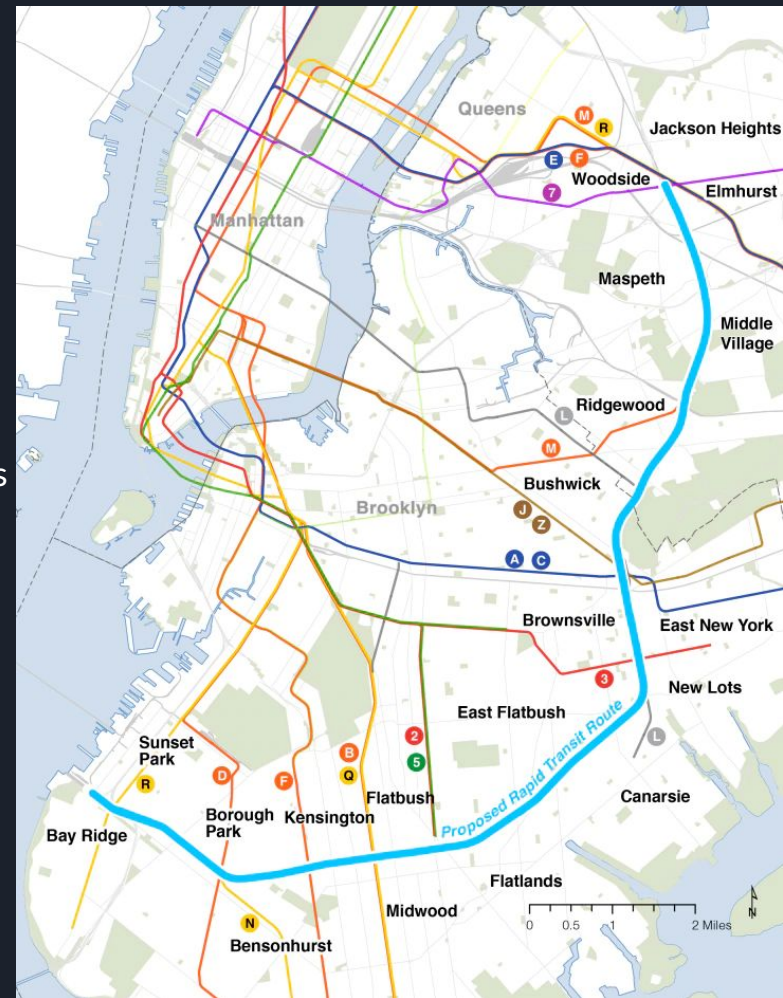 Queens
M
R
Jackson Heights
E
F
Woodside
7
Elmhurst
Manhattan
Maspeth
Middle
Village
Ridgewood
L
M
Bushwick
s
J
Z
Brooklyn
A
C
Brownsville
East New York
3
New Lots
East Flatbush
2
5
L
Sunset
Park
R
D
F
B
Q
Flatbush
Proposed Rapid Transit Route
Canarsie
Bay Ridge
Borough
Park
Kensington
Flatlands
Midwood
N
Bensonhurst
0
0.5
1
2 Miles
N